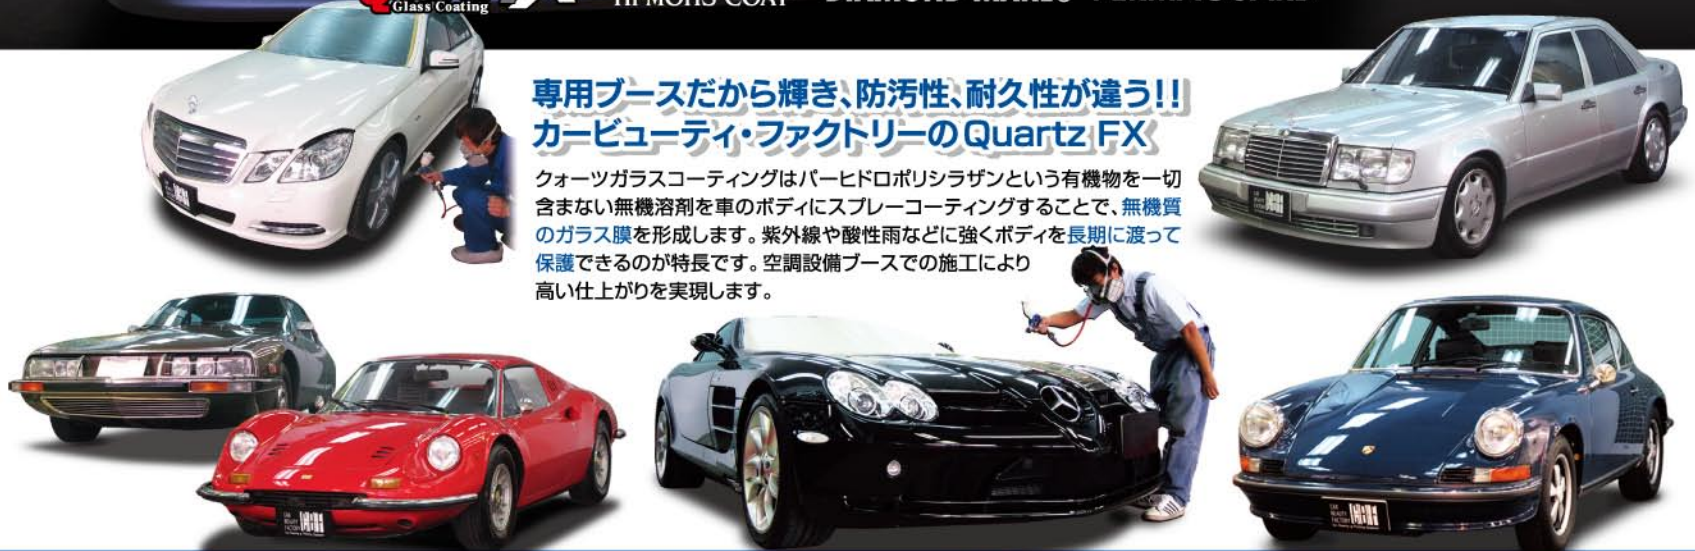 Glass Coating
HI-MOHS COAT
専用ブースだから輝き、防汚性、耐久性が違う!!
カービューティ・ファクトリーのQuartz FX
クォーツガラスコーティングはパーヒドロポリシラザンという有機物を一切
含まない無機溶剤を車のボディにスプレーコーティングすることで、無機質
のガラス膜を形成します。紫外線や酸性雨などに強くボディを長期に渡って
保護できるのが特長です。空調設備ブースでの施工により
高い仕上がりを実現します。